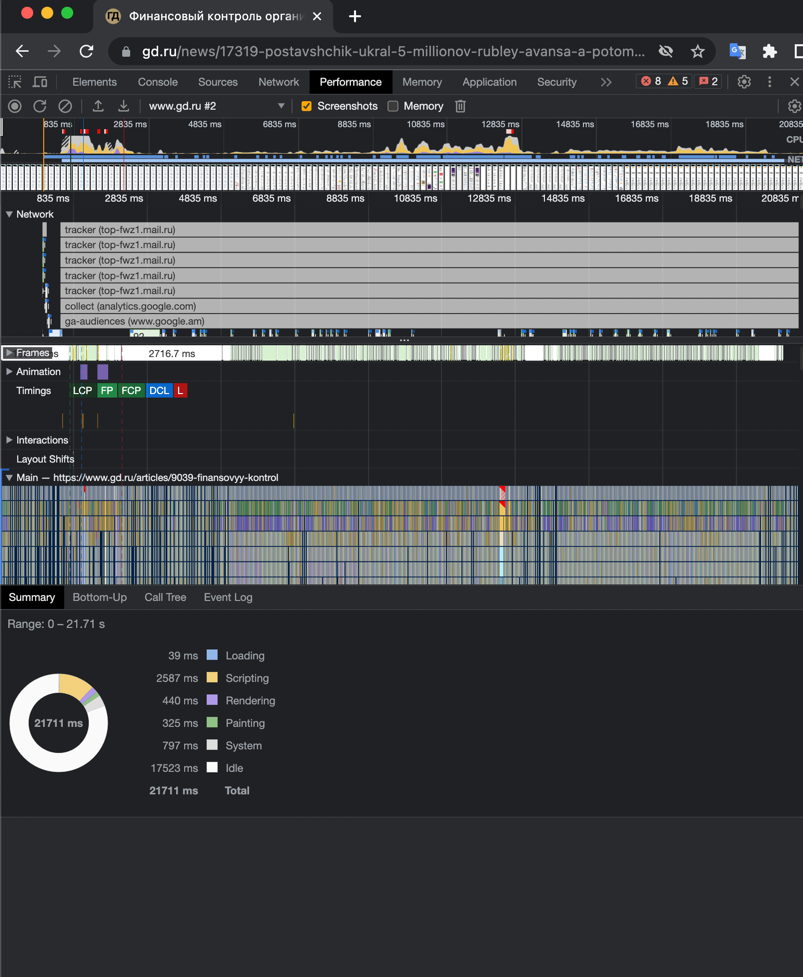 Финансовый контроль органи
gd.ru/news/17319-postavshchik-ukral-5-millionov-rubley-avansa-a-potom...
Elements Console Sources Network Performance Memory Application Security 8 5 2
www.gd.ru #2 Screenshots Memory
835 ms 2835 ms 4835 ms 6835 ms 8835 ms 10835 ms 12835 ms 14835 ms 16835 ms 18835 ms 20835
CPU
NET
835 ms 2835 ms 4835 ms 6835 ms 8835 ms 10835 ms 12835 ms 14835 ms 16835 ms 18835 ms 20835 m
Network
tracker (top-fwz1.mail.ru)
tracker (top-fwz1.mail.ru)
tracker (top-fwz1.mail.ru)
tracker (top-fwz1.mail.ru)
tracker (top-fwz1.mail.ru)
collect (analytics.google.com)
ga-audiences (www.google.am)
Frames s 2716.7 ms
Animation
Timings LCP FP FCP DCL L
Interactions
Layout Shifts
Main — https://www.gd.ru/articles/9039-finansovyy-kontrol
Summary Bottom-Up Call Tree Event Log
Range: 0 – 21.71 s
39 ms Loading
2587 ms Scripting
440 ms Rendering
21711 ms 325 ms Painting
797 ms System
17523 ms Idle
21711 ms Total